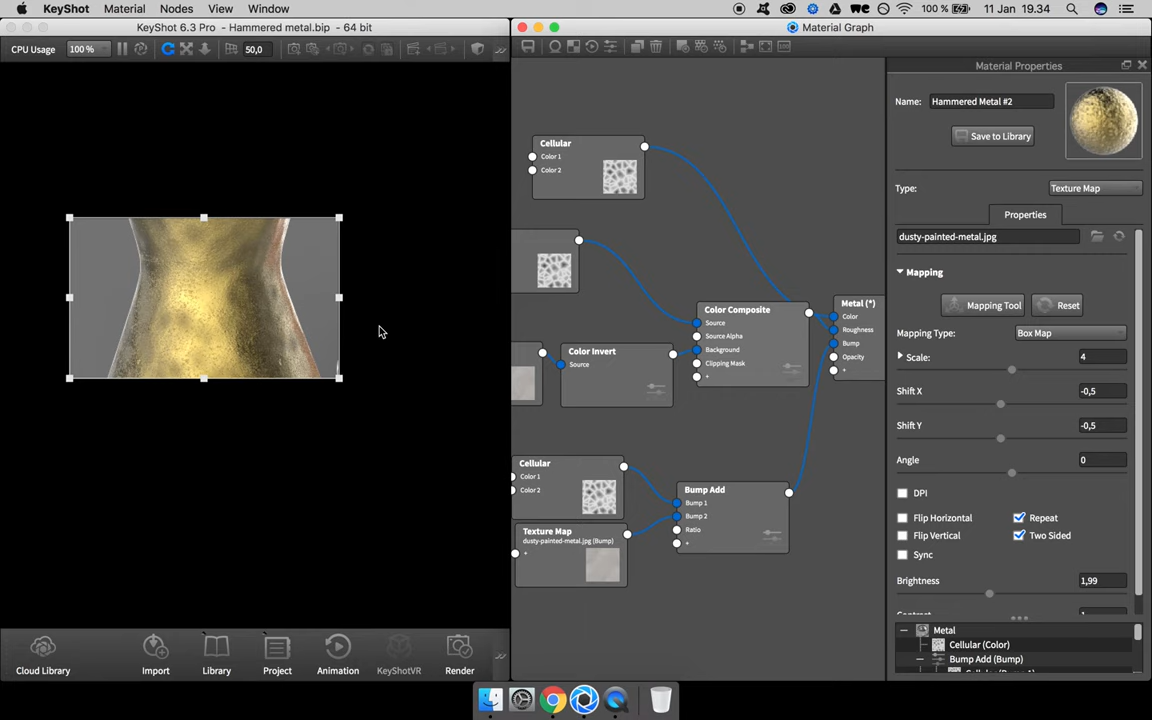 KeyShot Material Nodes View Window
100 % 11 Jan 19.34
KeyShot 6.3 Pro - Hammered metal.bip - 64 bit
Material Graph
CPU Usage 100 % 50,0
Material Properties
Name: Hammered Metal #2
Save to Library
Type: Texture Map
Properties
dusty-painted-metal.jpg
Mapping
Mapping Tool Reset
Mapping Type: Box Map
Scale: 4
Shift X -0,5
Shift Y -0,5
Angle 0
DPI
Flip Horizontal Repeat
Flip Vertical Two Sided
Sync
Brightness 1,99
Contrast 1
Metal
Cellular (Color)
Bump Add (Bump)
Cellular (Bump 1)
Cellular
Color 1
Color 2
Color Composite
Source
Source Alpha
Background
Clipping Mask
+
Metal (*)
Color
Roughness
Bump
Opacity
+
Color Invert
Source
Cellular
Color 1
Color 2
Bump Add
Bump 1
Bump 2
Ratio
+
Texture Map
dusty-painted-metal.jpg (Bump)
+
Cloud Library Import Library Project Animation KeyShotVR Render